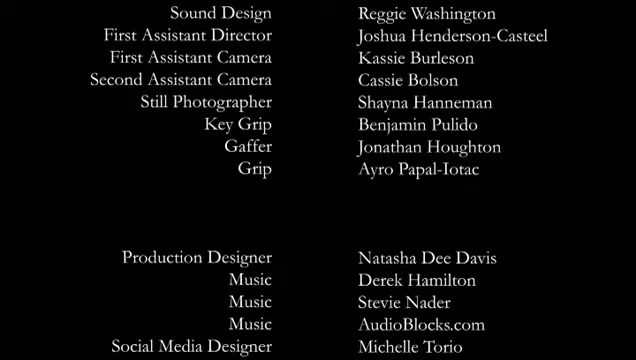 Sound Design Reggie Washington
First Assistant Director Joshua Henderson-Casteel
First Assistant Camera Kassie Burleson
Second Assistant Camera Cassie Bolson
Still Photographer Shayna Hanneman
Key Grip Benjamin Pulido
Gaffer Jonathan Houghton
Grip Ayro Papal-Iotac
Production Designer Natasha Dee Davis
Music Derek Hamilton
Music Stevie Nader
Music AudioBlocks.com
Social Media Designer Michelle Torio